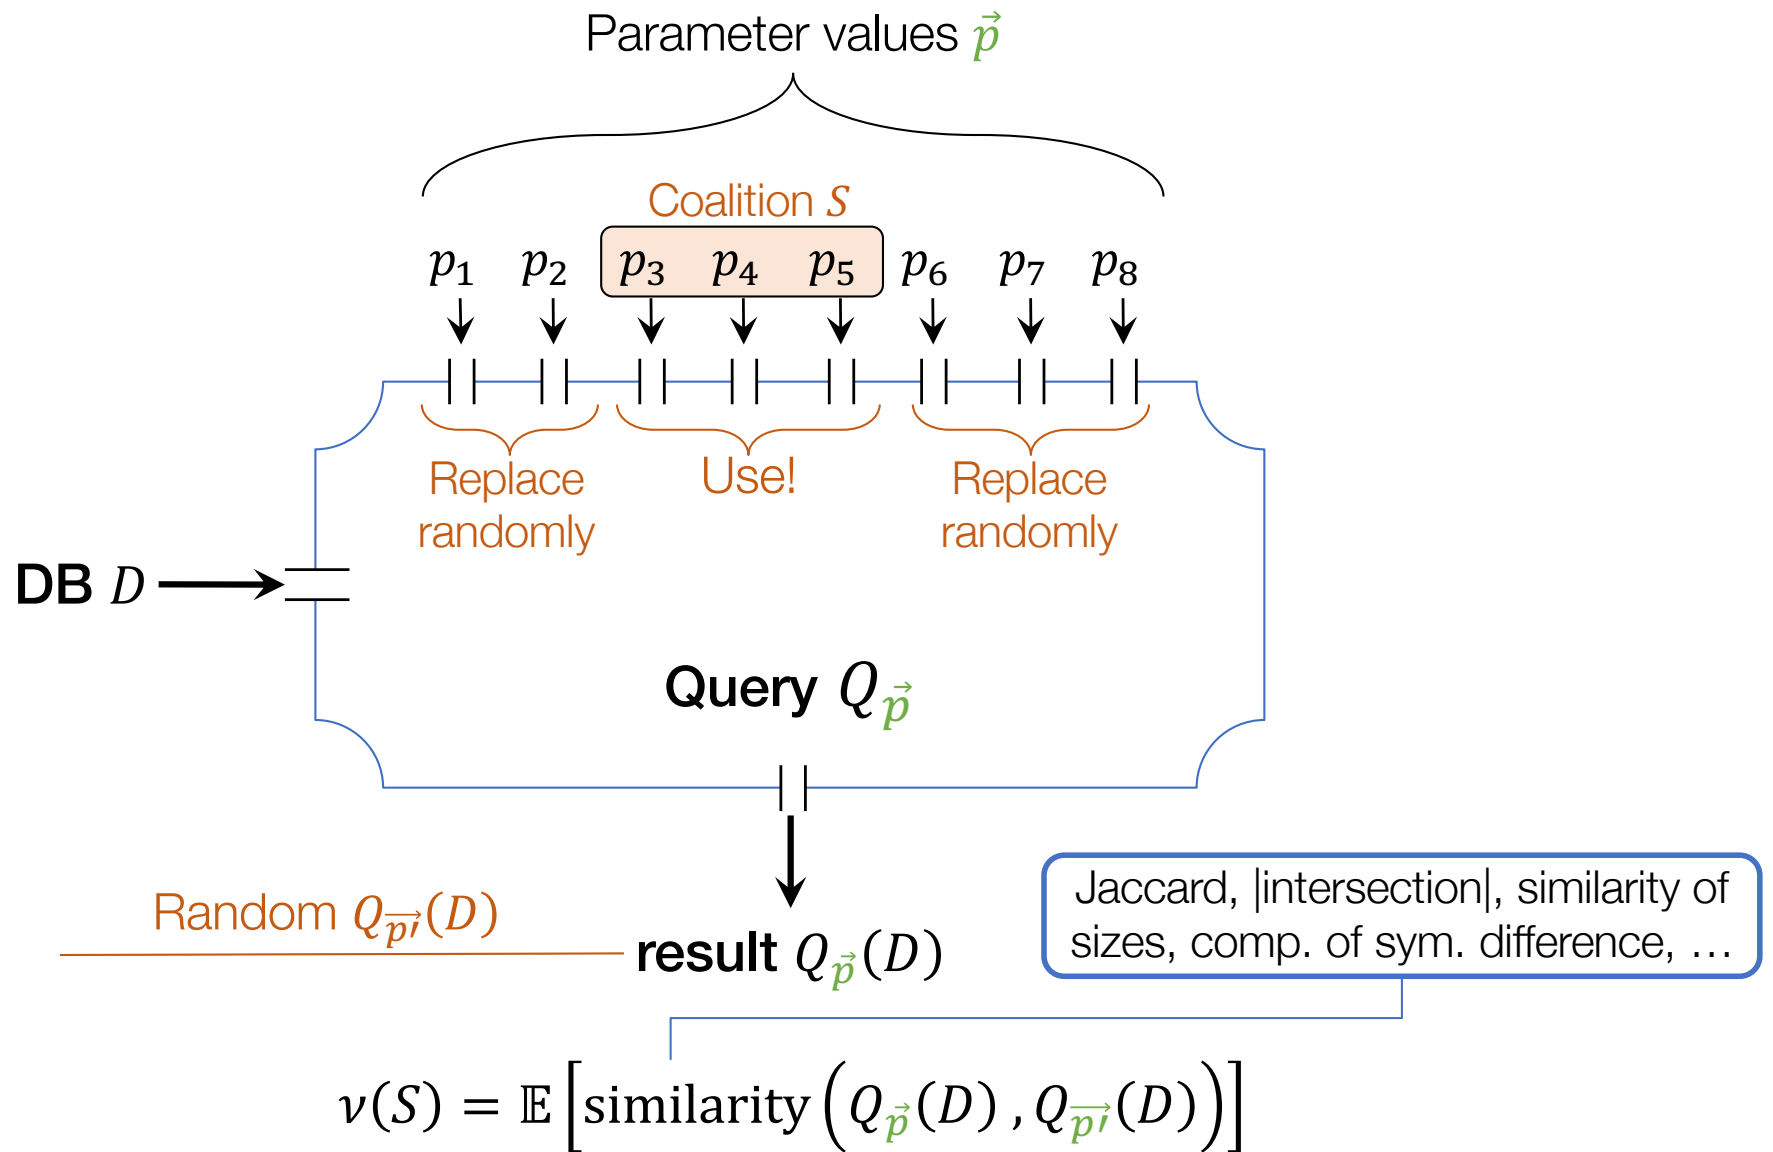 Parameter values p⃗
Coalition S
p₁ p₂ p₃ p₄ p₅ p₆ p₇ p₈
Replace randomly
Use!
Replace randomly
DB D
Query Q_p⃗
Random Q_p⃗′(D)
result Q_p⃗(D)
Jaccard, |intersection|, similarity of
sizes, comp. of sym. difference, …
ν(S) = 𝔼[similarity(Q_p⃗(D) , Q_p⃗′(D))]